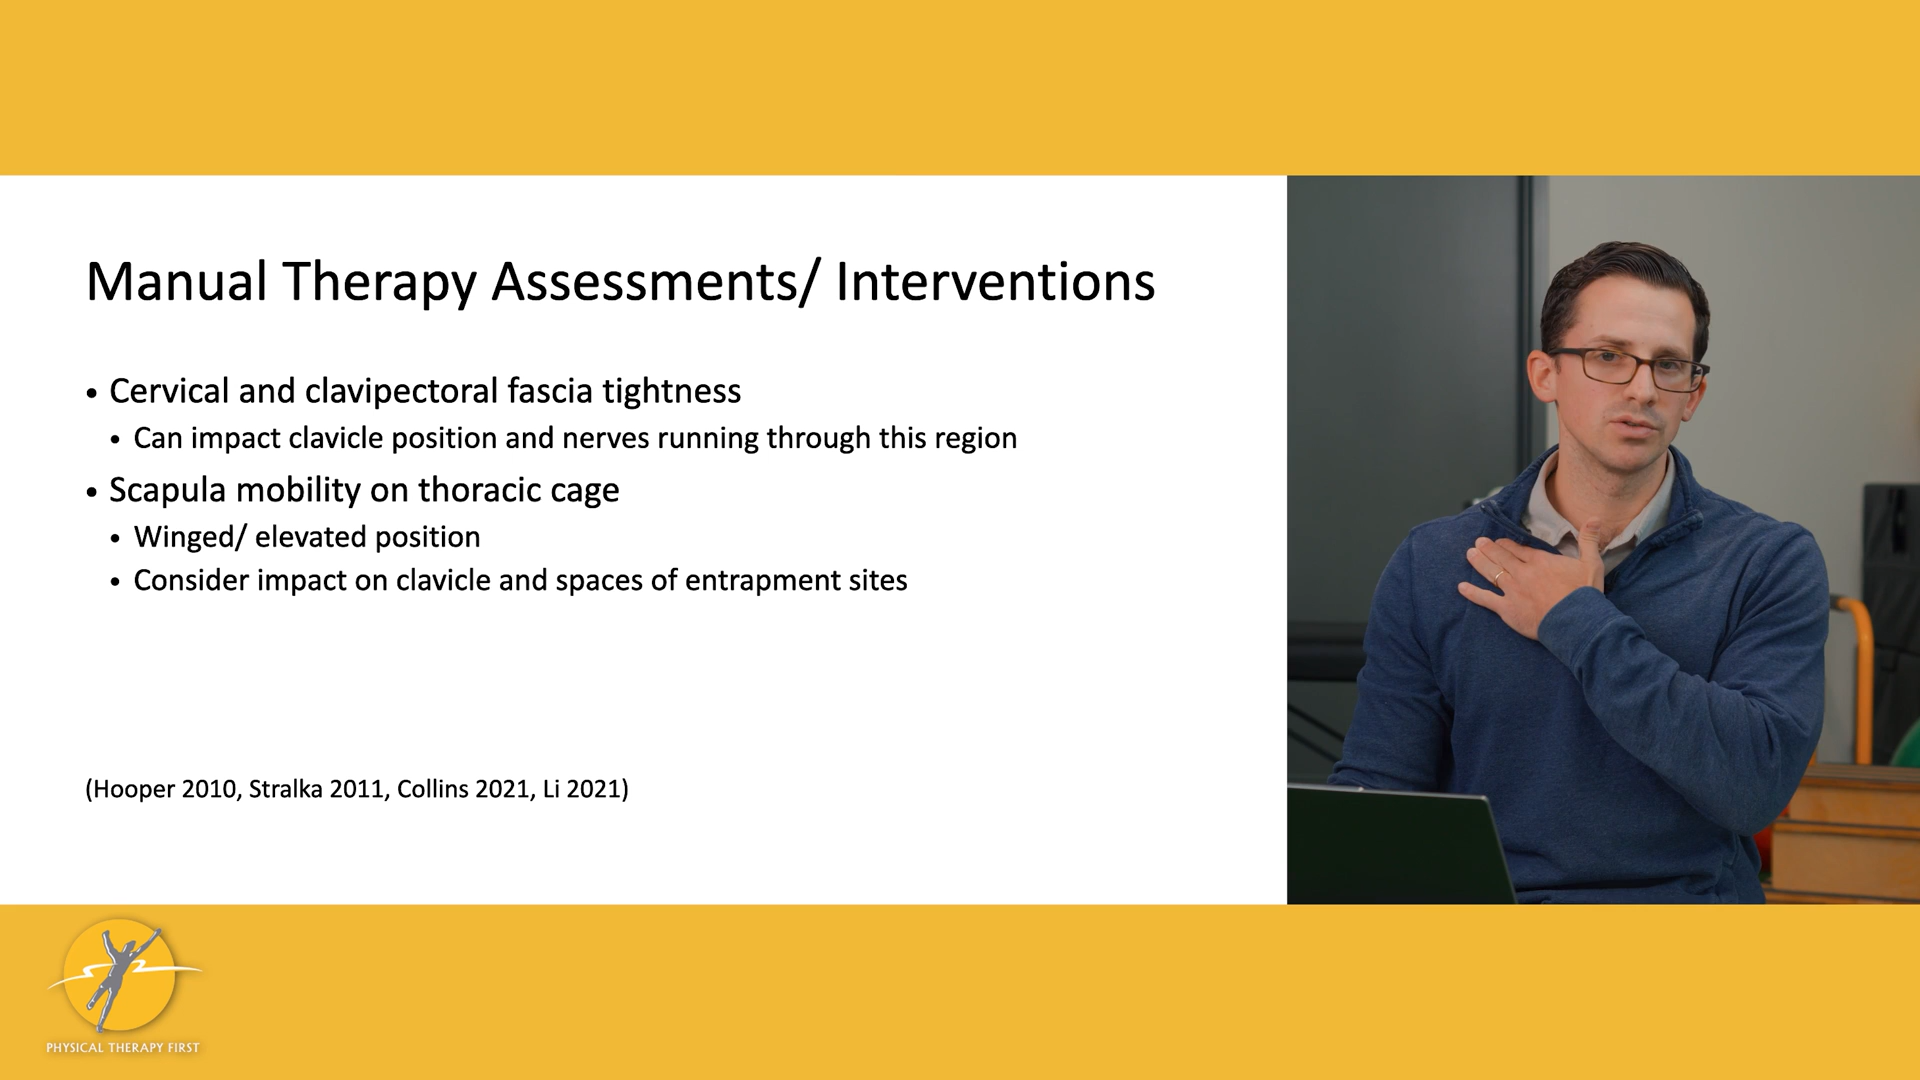 Manual Therapy Assessments/ Interventions
• Cervical and clavipectoral fascia tightness
• Can impact clavicle position and nerves running through this region
• Scapula mobility on thoracic cage
• Winged/ elevated position
• Consider impact on clavicle and spaces of entrapment sites
(Hooper 2010, Stralka 2011, Collins 2021, Li 2021)
PHYSICAL THERAPY FIRST